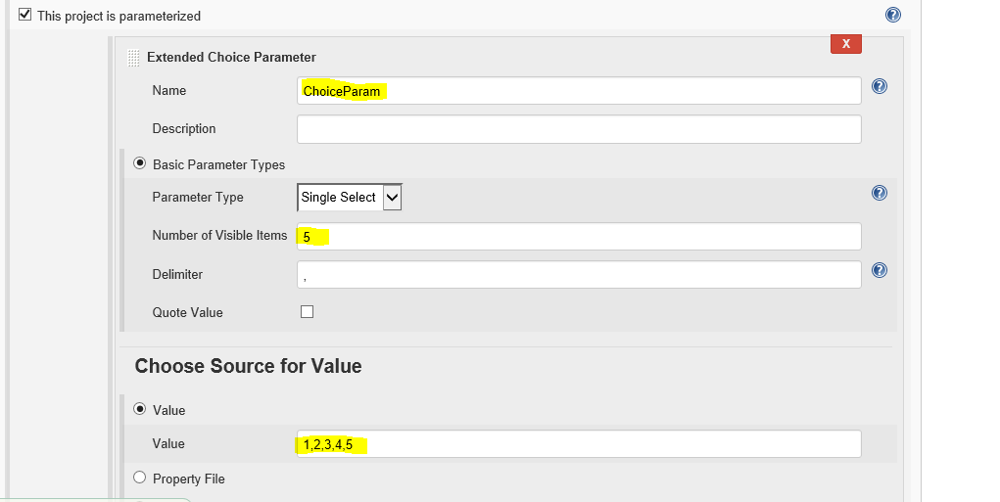 This project is parameterized
?
X
Extended Choice Parameter
Name ChoiceParam ?
Description
Basic Parameter Types
Parameter Type Single Select ?
Number of Visible Items 5
Delimiter , ?
Quote Value
Choose Source for Value
Value
Value 1,2,3,4,5
Property File